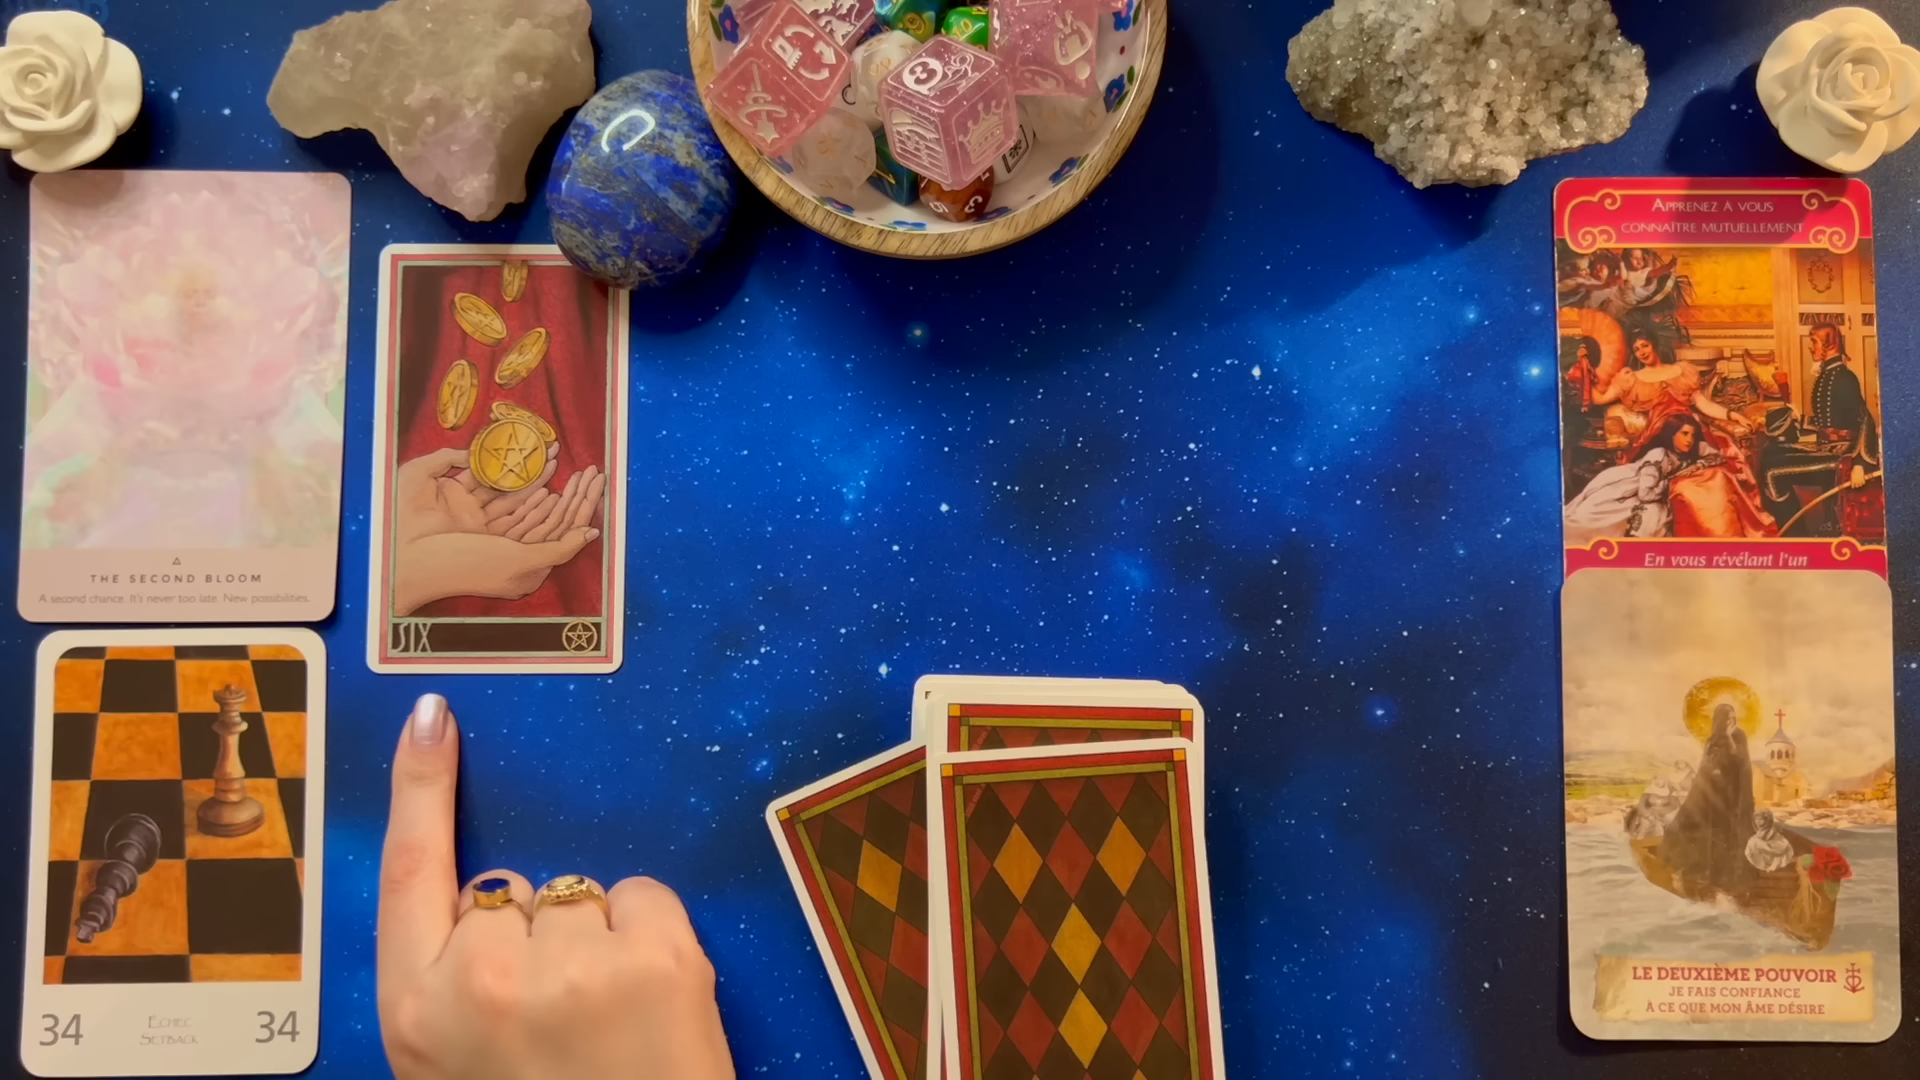 THE SECOND BLOOM
A second chance. It's never too late. New possibilities.
34
ECHEC
SETBACK
34
SIX
3
APPRENEZ À VOUS
CONNAÎTRE MUTUELLEMENT
En vous révélant l'un
LE DEUXIÈME POUVOIR
JE FAIS CONFIANCE
À CE QUE MON ÂME DÉSIRE